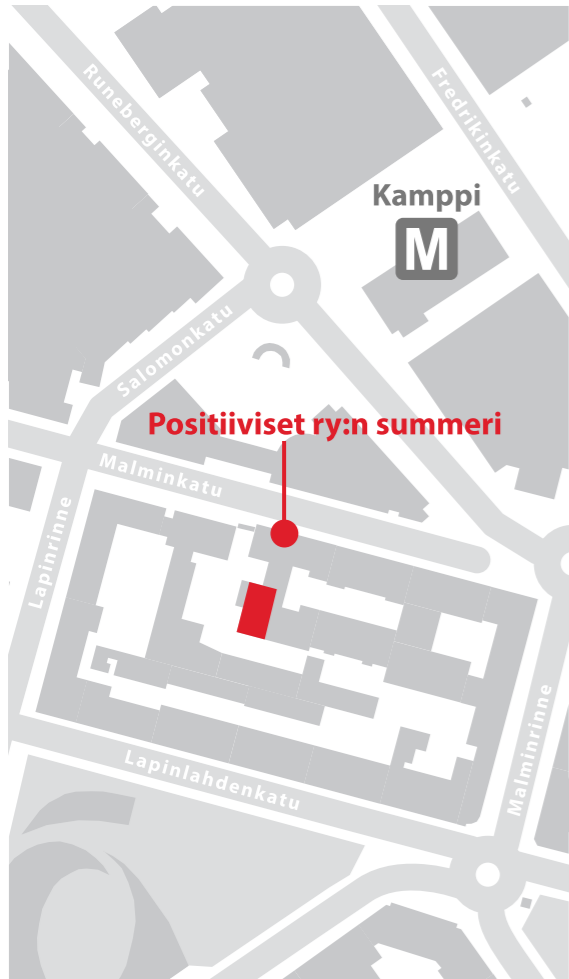 Runeberginkatu
Fredrikinkatu
Kamppi
M
Salomonkatu
Positiiviset ry:n summeri
Malminkatu
Lapinrinne
Malminrinne
Lapinlahdenkatu